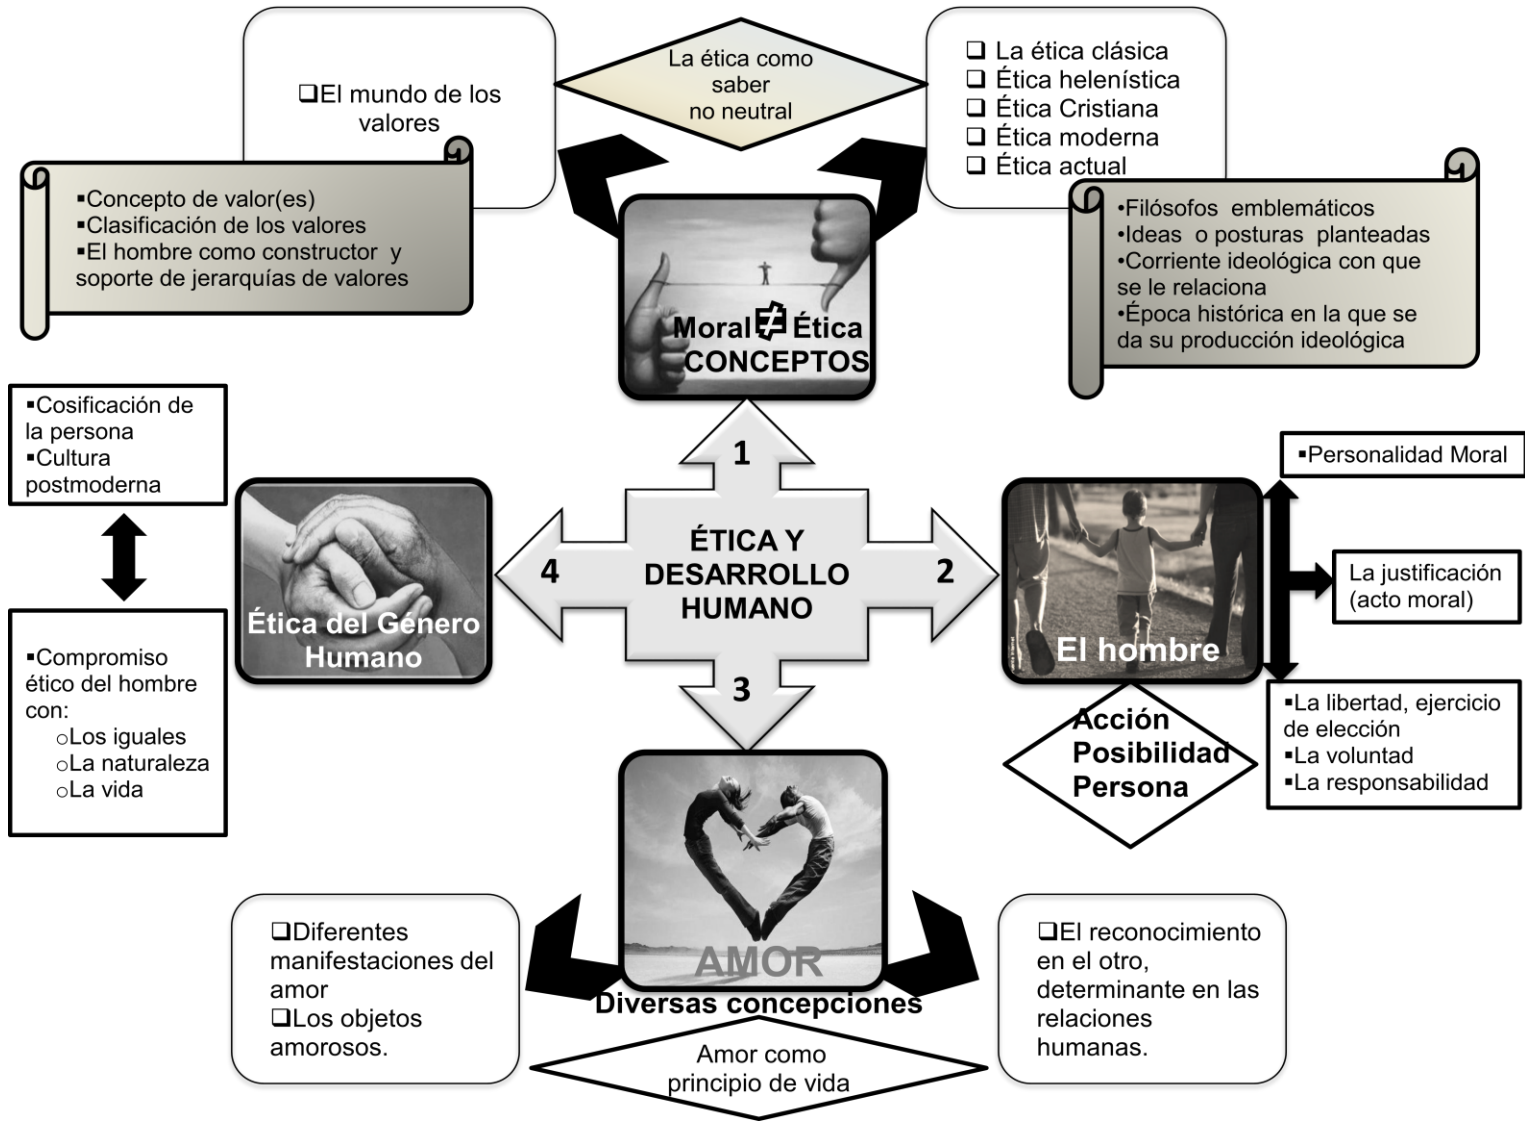 ❑El mundo de los
valores
▪Concepto de valor(es)
▪Clasificación de los valores
▪El hombre como constructor y
soporte de jerarquías de valores
La ética como
saber
no neutral
❑ La ética clásica
❑ Ética helenística
❑ Ética Cristiana
❑ Ética moderna
❑ Ética actual
•Filósofos emblemáticos
•Ideas o posturas planteadas
•Corriente ideológica con que
se le relaciona
•Época histórica en la que se
da su producción ideológica
Moral ≠ Ética
CONCEPTOS
1
ÉTICA Y
DESARROLLO
HUMANO
2
3
4
El hombre
Acción
Posibilidad
Persona
▪Personalidad Moral
La justificación
(acto moral)
▪La libertad, ejercicio
de elección
▪La voluntad
▪La responsabilidad
AMOR
Diversas concepciones
Amor como
principio de vida
❑Diferentes
manifestaciones del
amor
❑Los objetos
amorosos.
❑El reconocimiento
en el otro,
determinante en las
relaciones
humanas.
Ética del Género
Humano
▪Cosificación de
la persona
▪Cultura
postmoderna
▪Compromiso
ético del hombre
con:
oLos iguales
oLa naturaleza
oLa vida